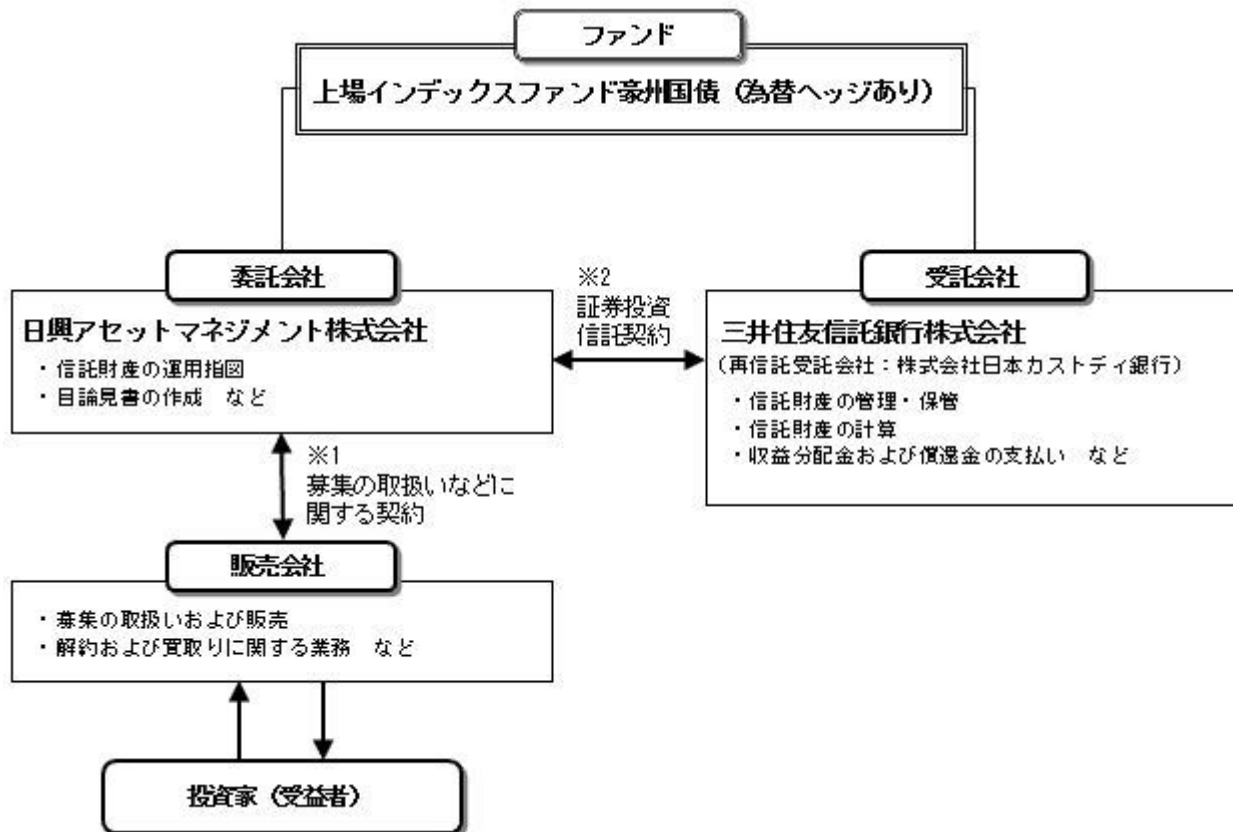 ファンド
上場インデックスファンド豪州国債（為替ヘッジあり）
委託会社
日興アセットマネジメント株式会社
・信託財産の運用指図
・目論見書の作成　など
※2
証券投資
信託契約
受託会社
三井住友信託銀行株式会社
（再信託受託会社：株式会社日本カストディ銀行）
・信託財産の管理・保管
・信託財産の計算
・収益分配金および償還金の支払い　など
※1
募集の取扱いなどに
関する契約
販売会社
・募集の取扱いおよび販売
・解約および買取りに関する業務　など
投資家（受益者）